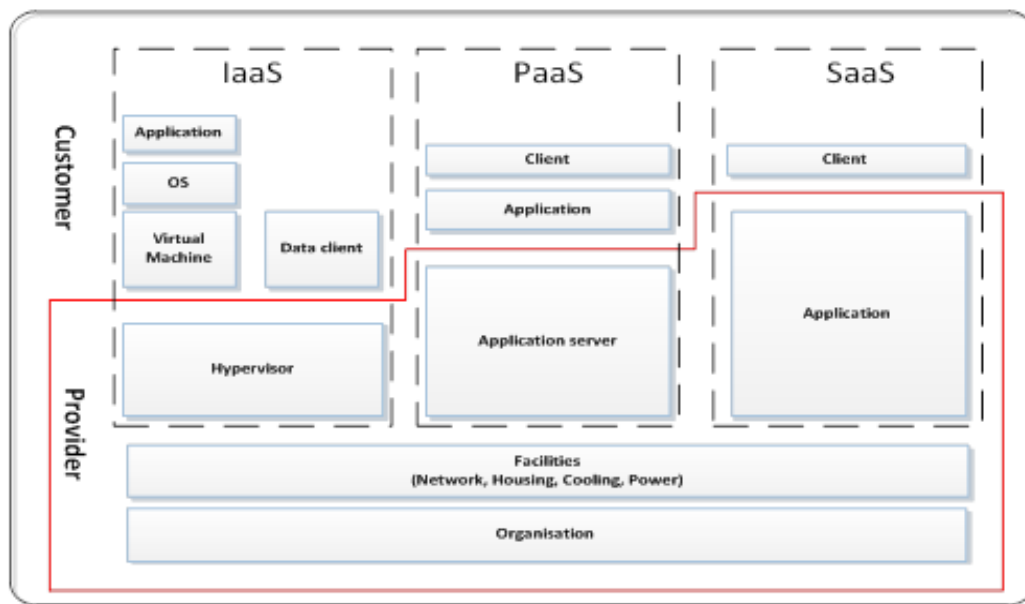 IaaS
PaaS
SaaS
Customer
Application
OS
Virtual
Machine
Data client
Client
Application
Client
Provider
Hypervisor
Application server
Application
Facilities
(Network, Housing, Cooling, Power)
Organisation